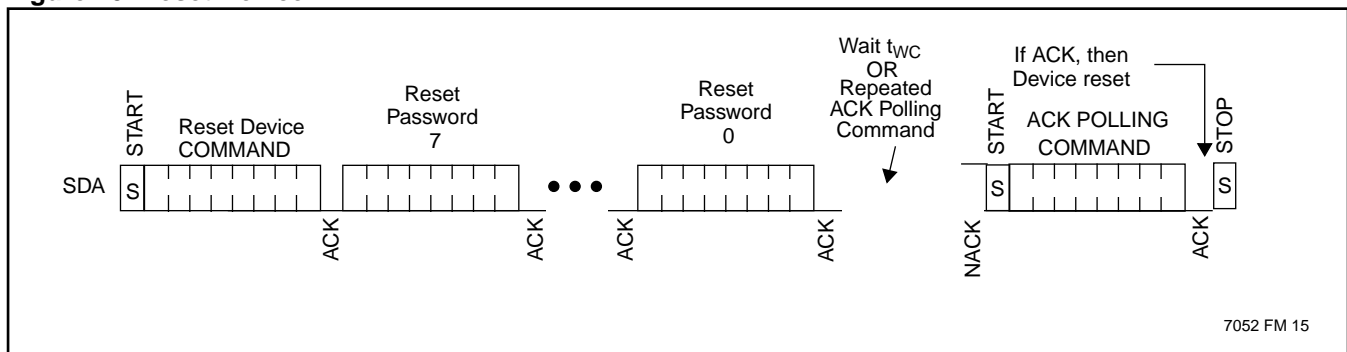 Wait tWC
OR
Repeated
ACK Polling
Command
If ACK, then
Device reset
START
Reset Device
COMMAND
Reset
Password
7
Reset
Password
0
START
ACK POLLING
COMMAND
STOP
SDA
S
S
S
ACK
ACK
ACK
ACK
NACK
ACK
7052 FM 15